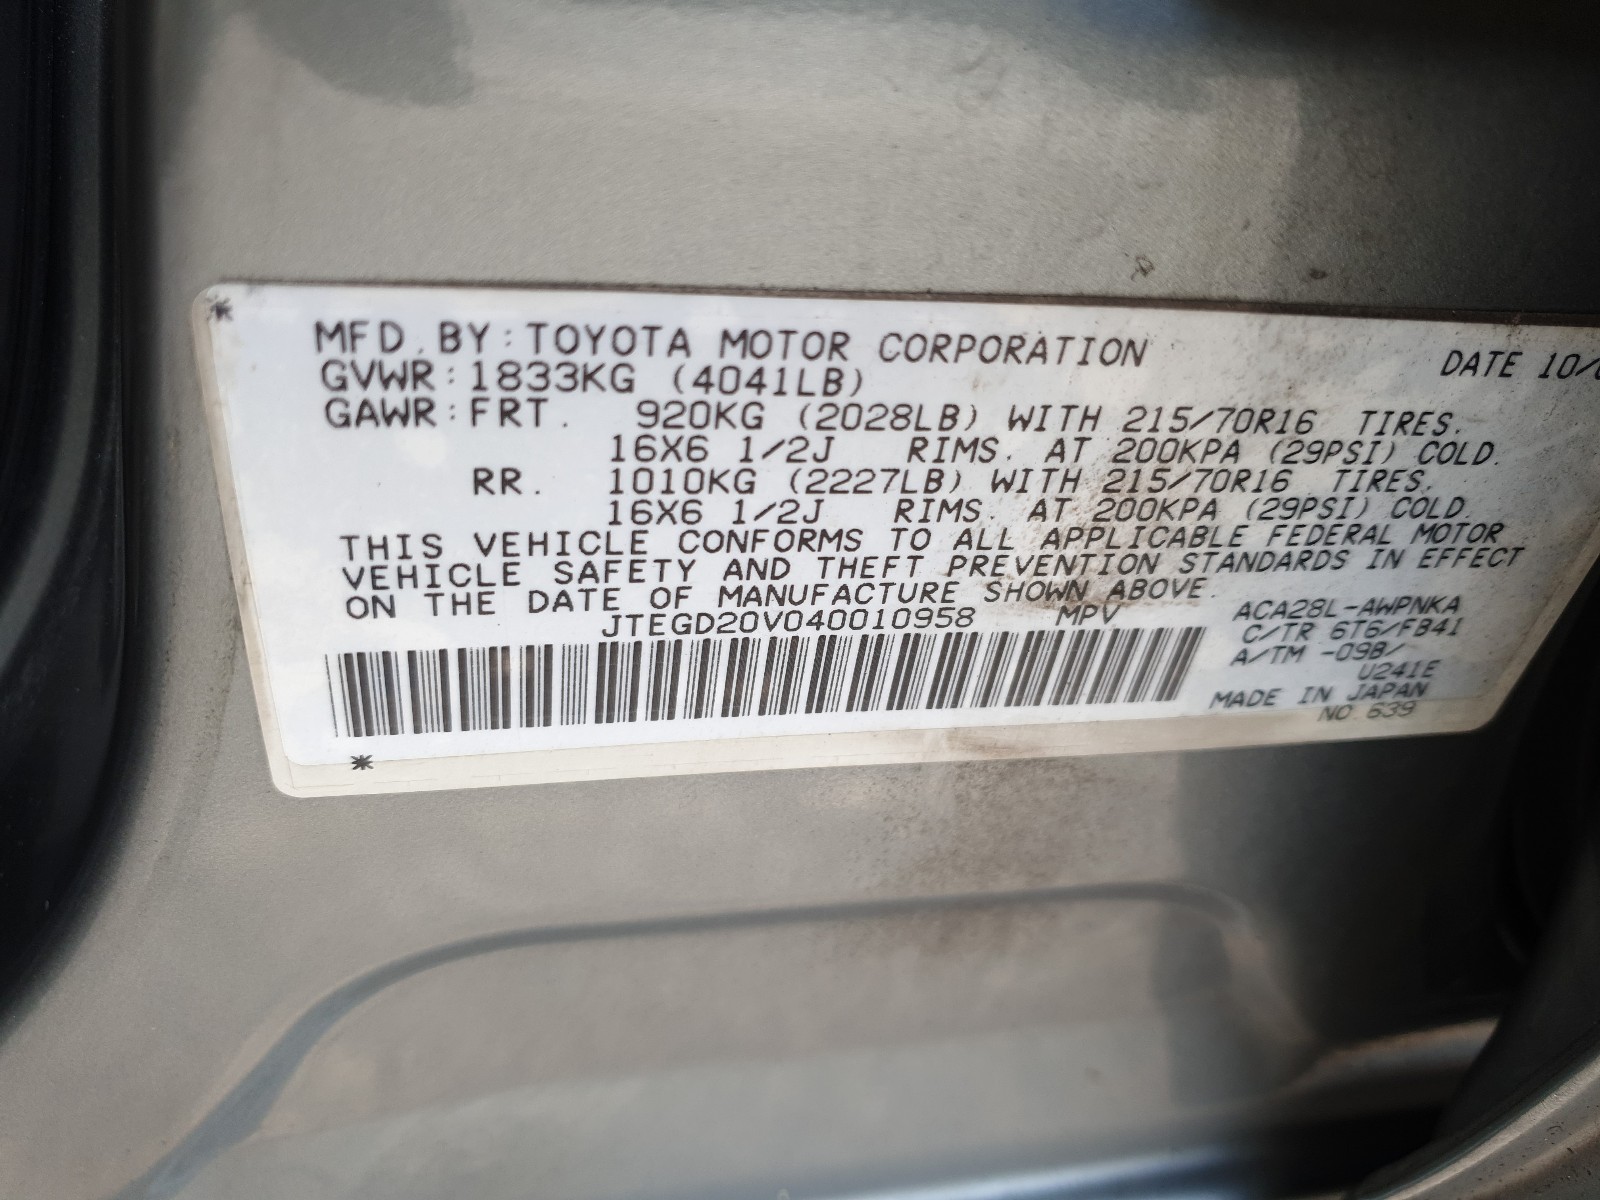 MFD. BY: TOYOTA MOTOR CORPORATION DATE 10/
GVWR: 1833KG (4041LB)
GAWR: FRT. 920KG (2028LB) WITH 215/70R16 TIRES.
16X6 1/2J RIMS. AT 200KPA (29PSI) COLD.
RR. 1010KG (2227LB) WITH 215/70R16 TIRES.
16X6 1/2J RIMS. AT 200KPA (29PSI) COLD.
THIS VEHICLE CONFORMS TO ALL APPLICABLE FEDERAL MOTOR
VEHICLE SAFETY AND THEFT PREVENTION STANDARDS IN EFFECT
ON THE DATE OF MANUFACTURE SHOWN ABOVE.
JTEGD20V040010958 MPV
ACA28L-AWPNKA
C/TR 6T6/FB41
A/TM -09B/
U241E
MADE IN JAPAN
NO 639